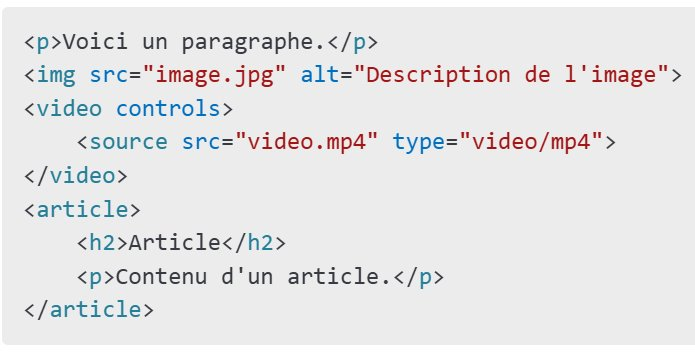 <p>Voici un paragraphe.</p>
<img src="image.jpg" alt="Description de l'image">
<video controls>
    <source src="video.mp4" type="video/mp4">
</video>
<article>
    <h2>Article</h2>
    <p>Contenu d'un article.</p>
</article>